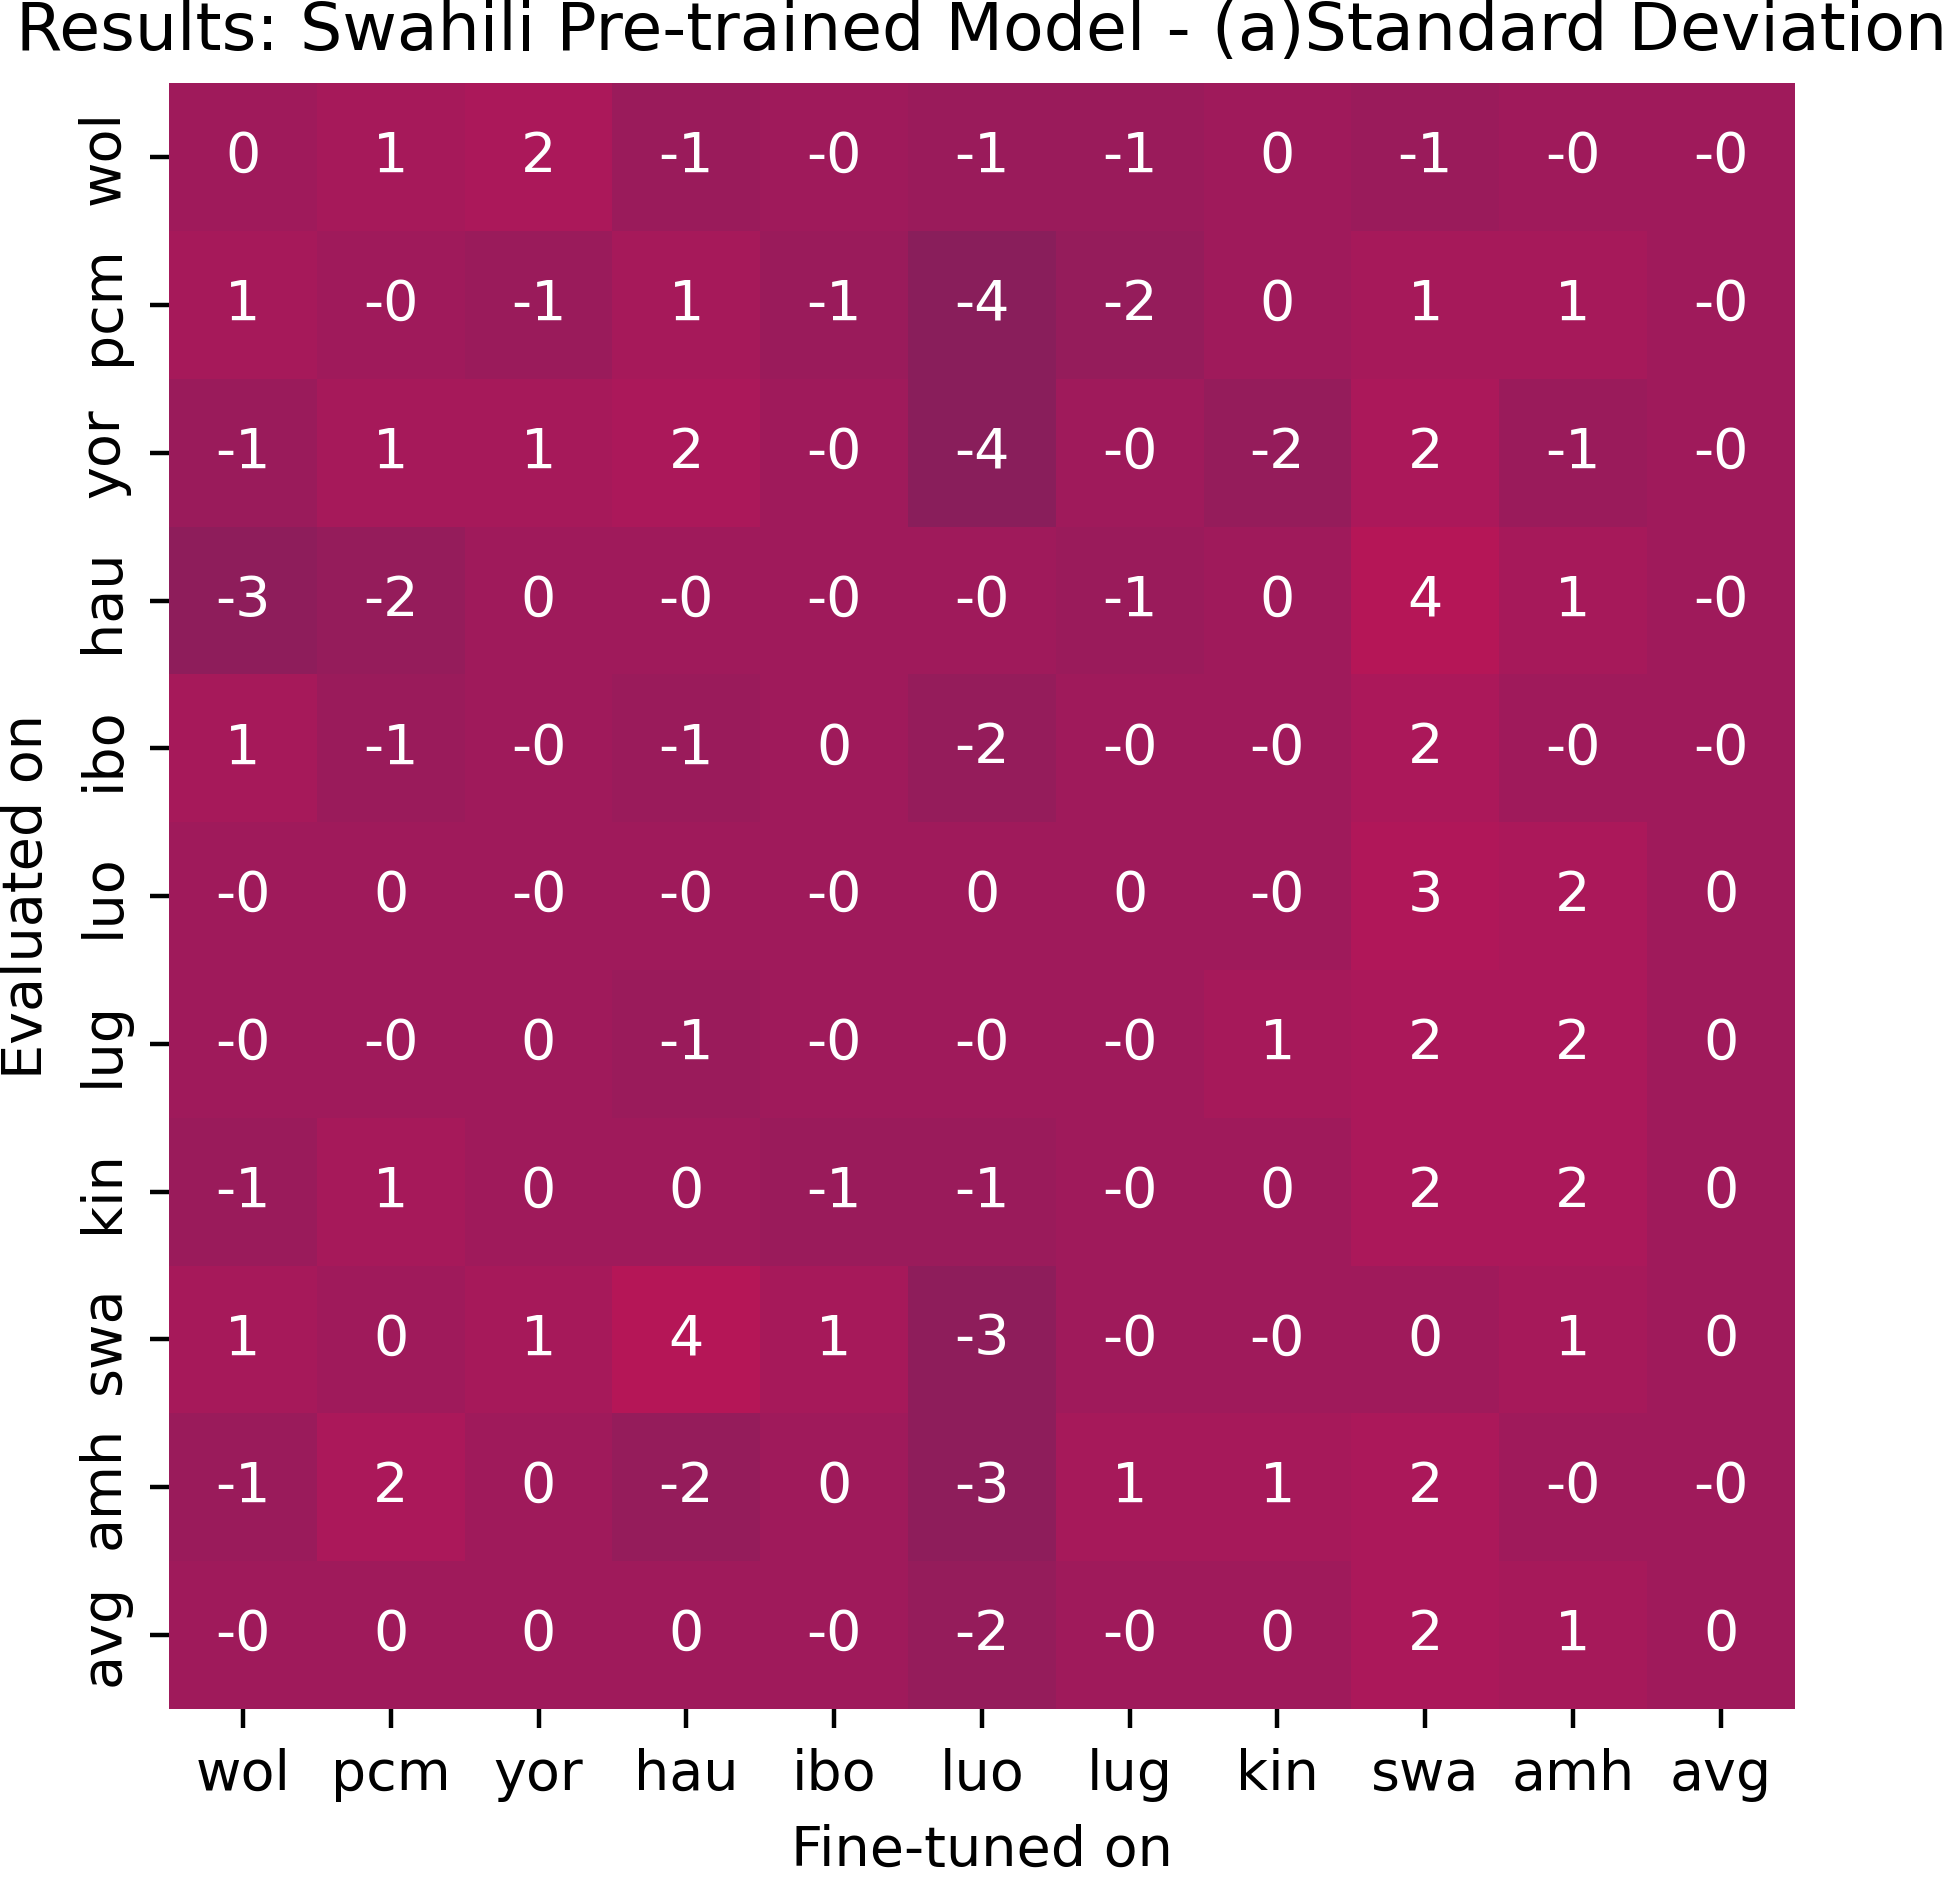 Results: Swahili Pre-trained Model - (a)Standard Deviation
Evaluated on
wol 0 1 2 -1 -0 -1 -1 0 -1 -0 -0
pcm 1 -0 -1 1 -1 -4 -2 0 1 1 -0
yor -1 1 1 2 -0 -4 -0 -2 2 -1 -0
hau -3 -2 0 -0 -0 -0 -1 0 4 1 -0
ibo 1 -1 -0 -1 0 -2 -0 -0 2 -0 -0
luo -0 0 -0 -0 -0 0 0 -0 3 2 0
lug -0 -0 0 -1 -0 -0 -0 1 2 2 0
kin -1 1 0 0 -1 -1 -0 0 2 2 0
swa 1 0 1 4 1 -3 -0 -0 0 1 0
amh -1 2 0 -2 0 -3 1 1 2 -0 -0
avg -0 0 0 0 -0 -2 -0 0 2 1 0
wol pcm yor hau ibo luo lug kin swa amh avg
Fine-tuned on